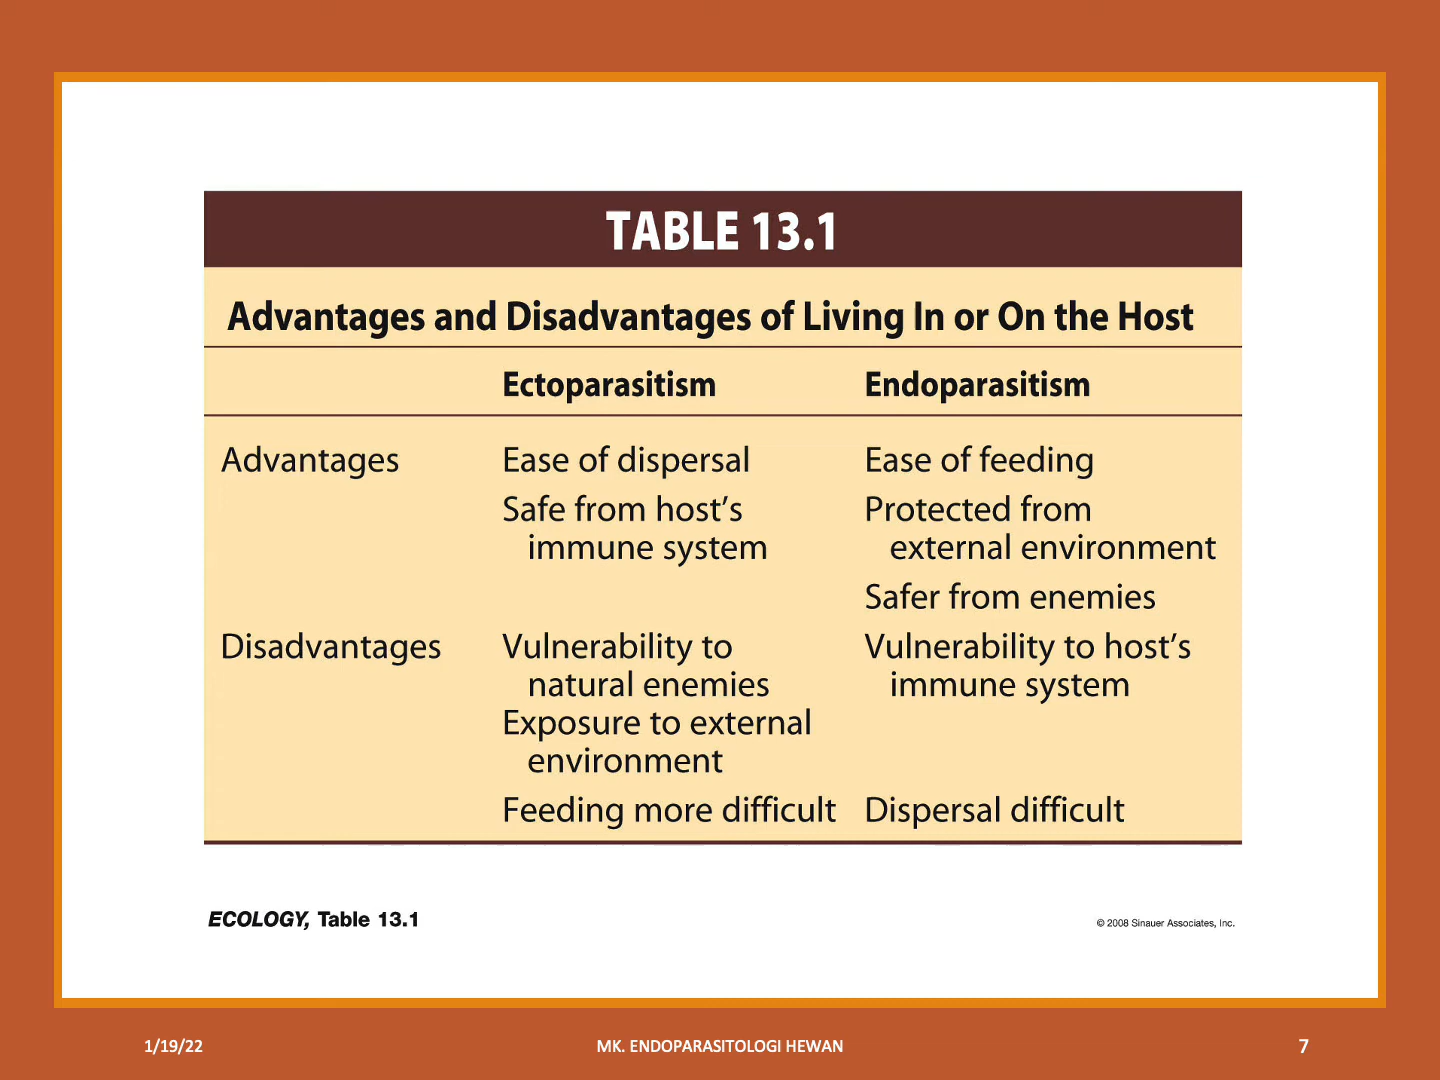 TABLE 13.1
Advantages and Disadvantages of Living In or On the Host
Ectoparasitism Endoparasitism
Advantages Ease of dispersal Ease of feeding
Safe from host’s Protected from
immune system external environment
Safer from enemies
Disadvantages Vulnerability to Vulnerability to host’s
natural enemies immune system
Exposure to external
environment
Feeding more difficult Dispersal difficult
ECOLOGY, Table 13.1 © 2008 Sinauer Associates, Inc.
1/19/22 MK. ENDOPARASITOLOGI HEWAN 7